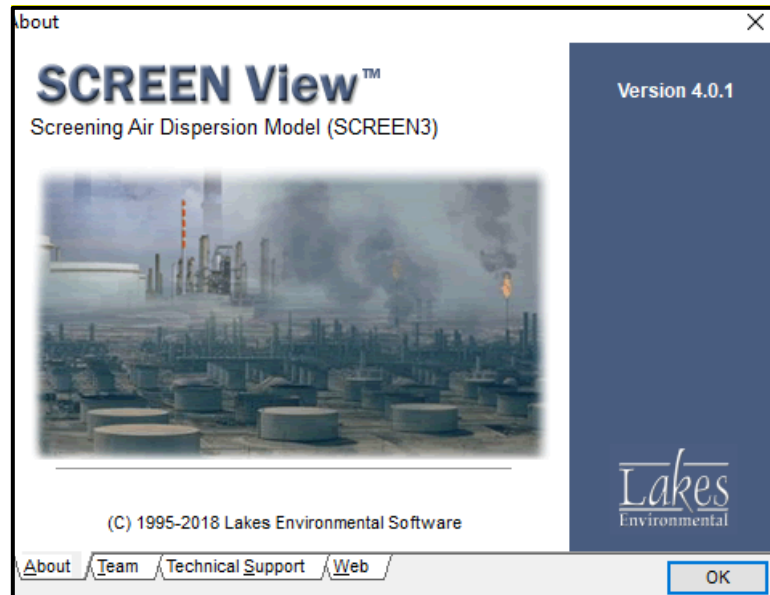 About
SCREEN View™
Version 4.0.1
Screening Air Dispersion Model (SCREEN3)
Lakes
Environmental
(C) 1995-2018 Lakes Environmental Software
About Team Technical Support Web
OK